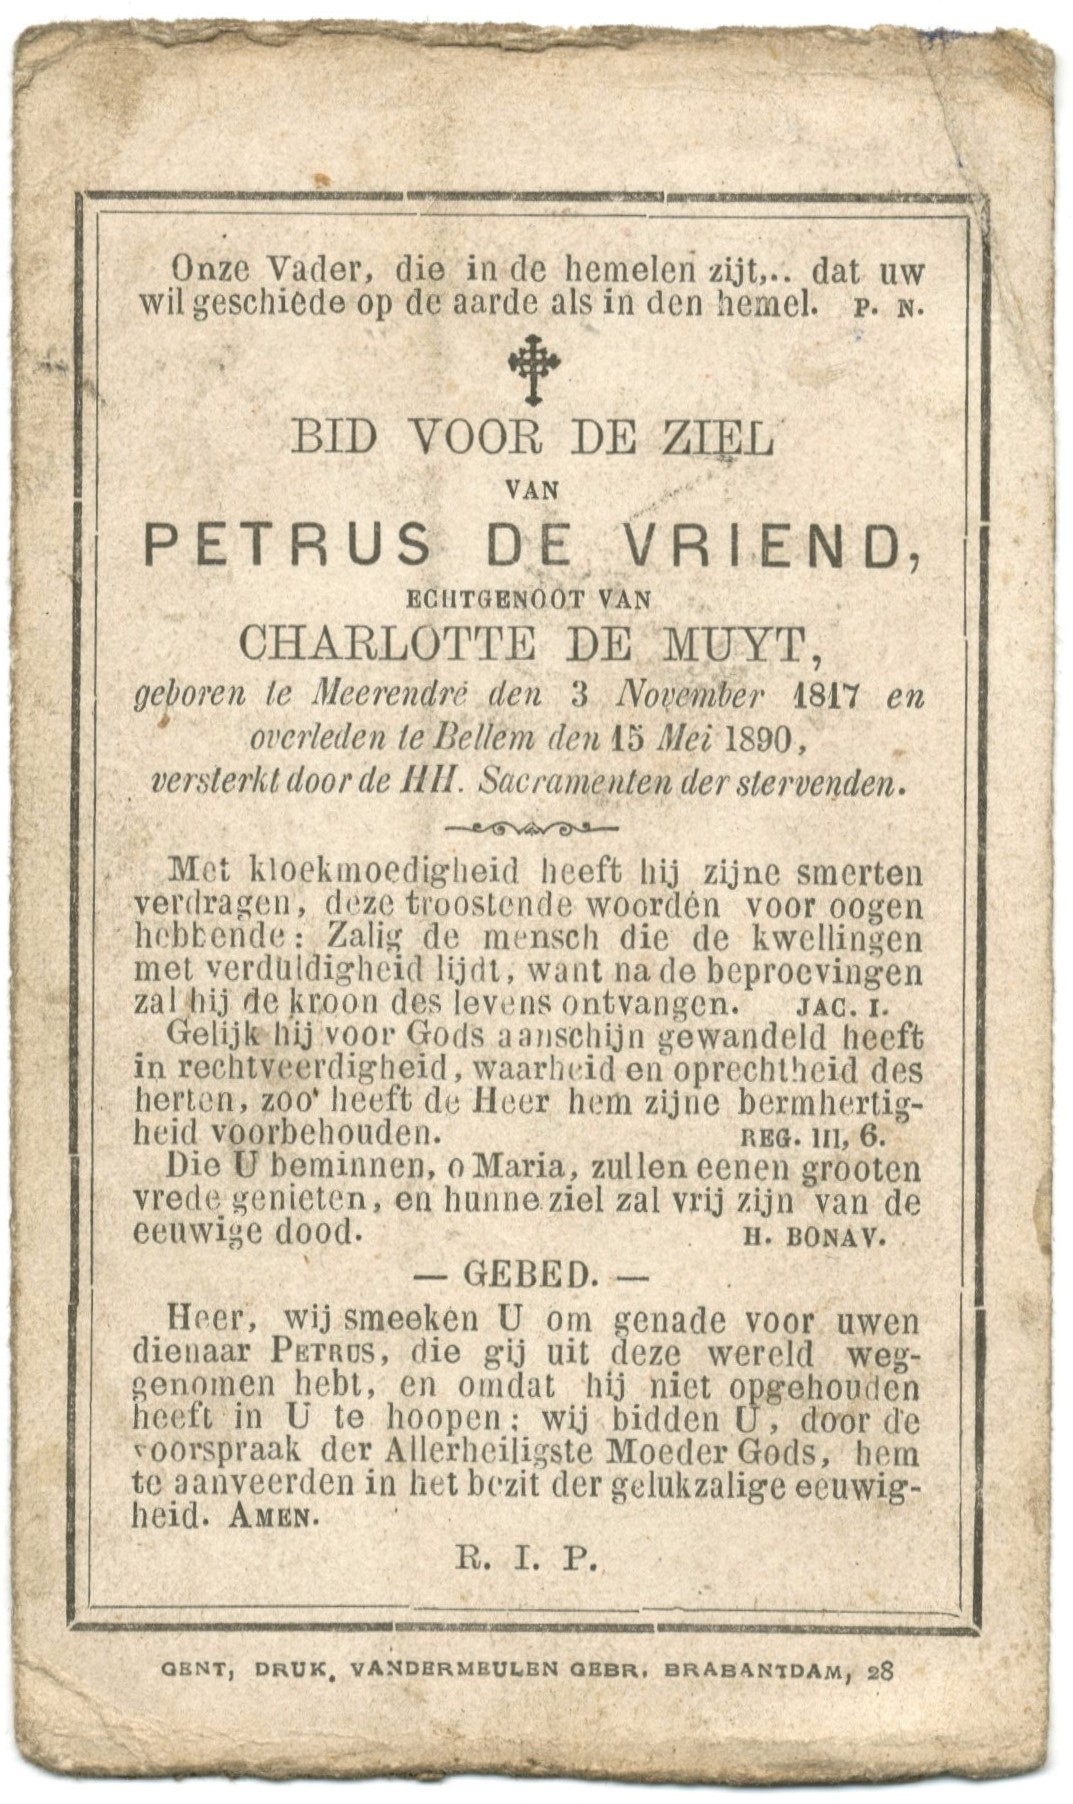 Onze Vader, die in de hemelen zijt,.. dat uw
wil geschiede op de aarde als in den hemel. P. N.
BID VOOR DE ZIEL
VAN
PETRUS DE VRIEND,
ECHTGENOOT VAN
CHARLOTTE DE MUYT,
geboren te Meerendré den 3 November 1817 en
overleden te Bellem den 15 Mei 1890,
versterkt door de HH. Sacramenten der stervenden.
Met kloekmoedigheid heeft hij zijne smerten
verdragen, deze troostende woorden voor oogen
hebbende: Zalig de mensch die de kwellingen
met verduldigheid lijdt, want na de beproevingen
zal hij de kroon des levens ontvangen. JAC. I.
Gelijk hij voor Gods aanschijn gewandeld heeft
in rechtveerdigheid, waarheid en oprechtheid des
herten, zoo heeft de Heer hem zijne bermhertig-
heid voorbehouden. REG. III, 6.
Die U beminnen, o Maria, zullen eenen grooten
vrede genieten, en hunne ziel zal vrij zijn van de
eeuwige dood. H. BONAV.
— GEBED. —
Heer, wij smeeken U om genade voor uwen
dienaar PETRUS, die gij uit deze wereld weg-
genomen hebt, en omdat hij niet opgehouden
heeft in U te hoopen; wij bidden U, door de
voorspraak der Allerheiligste Moeder Gods, hem
te aanveerden in het bezit der gelukzalige eeuwig-
heid. AMEN.
R. I. P.
GENT, DRUK. VANDERMEULEN GEBR. BRABANTDAM, 28